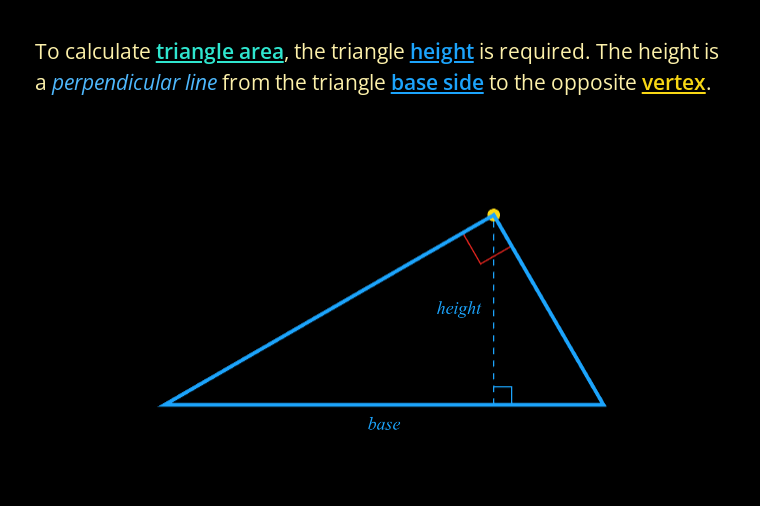 To calculate triangle area, the triangle height is required. The height is
a perpendicular line from the triangle base side to the opposite vertex.
height
base